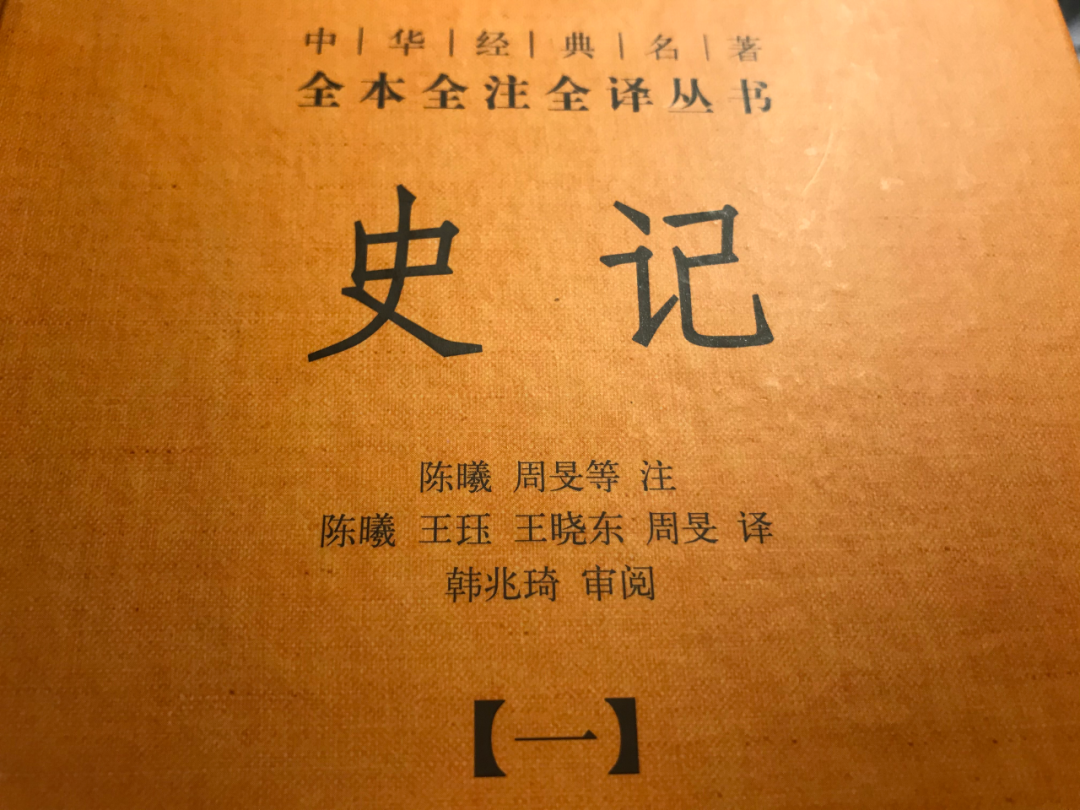 中|华|经|典|名|著
全本全注全译丛书
史记
陈曦 周旻等 注
陈曦 王珏 王晓东 周旻 译
韩兆琦 审阅
【一】